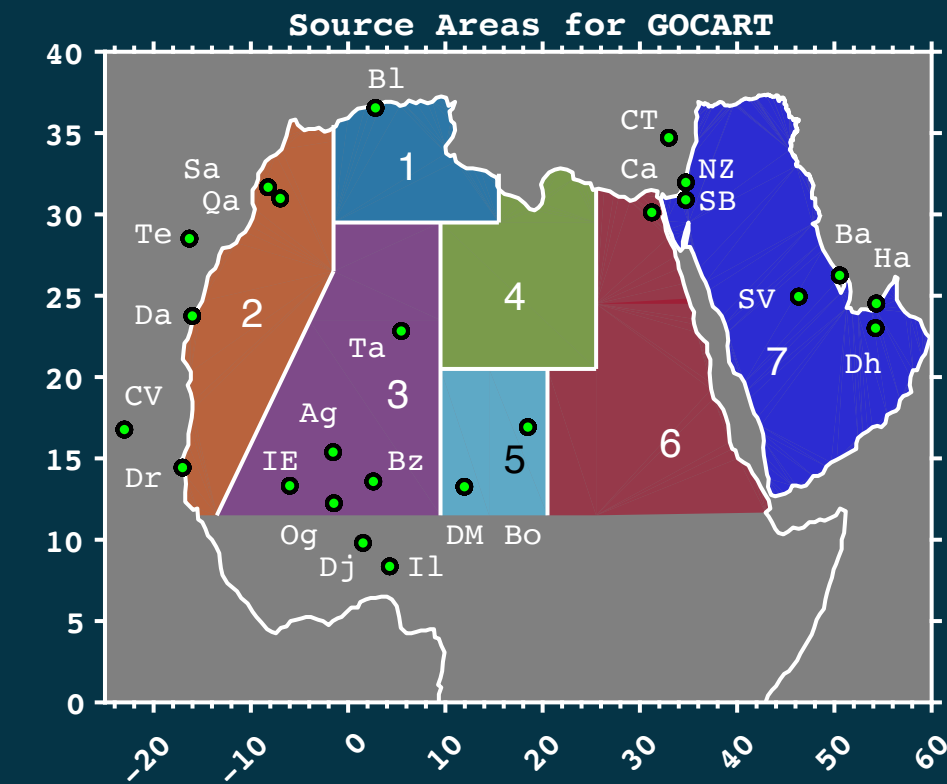 Source Areas for GOCART
40
Bl
35
CT
1
Sa
Ca
NZ
Qa
SB
30
Te
Ba
Ha
25
Da
2
4
SV
Ta
7
Dh
20
CV
3
Ag
6
15
Dr
IE
Bz
5
10
Og
DM
Bo
Dj
Il
5
0
-20
-10
0
10
20
30
40
50
60